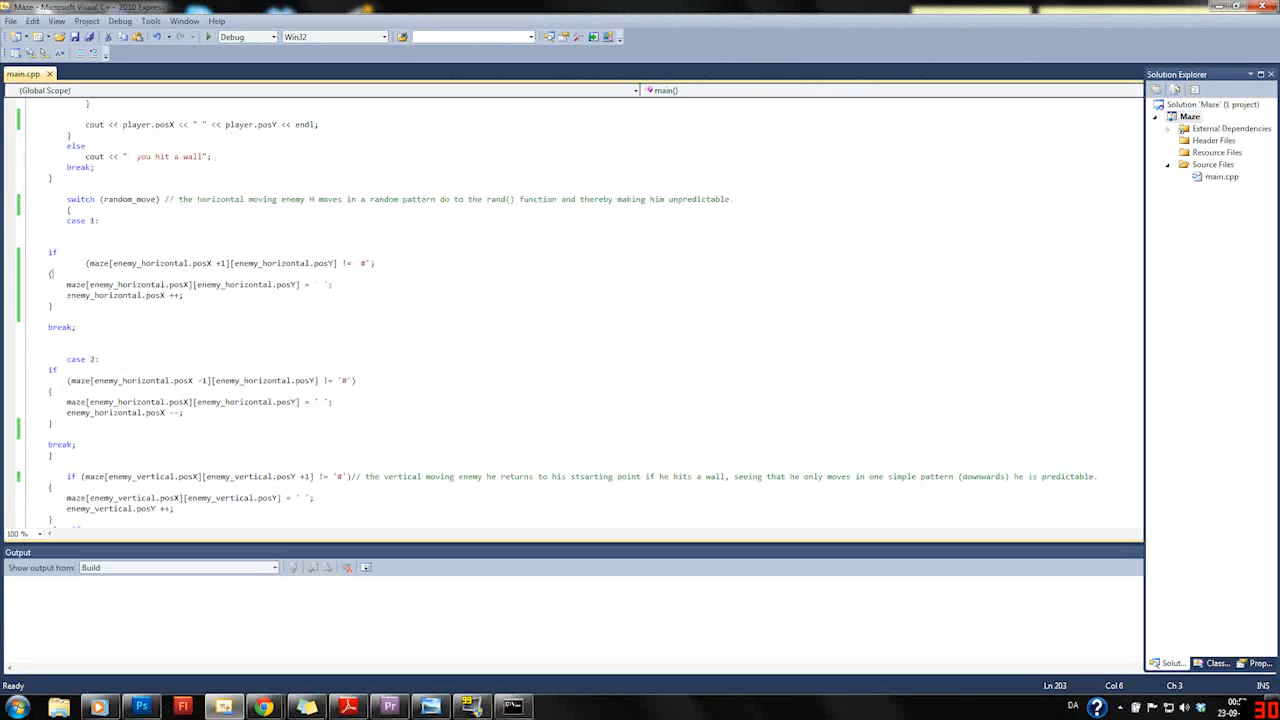 Maze - Microsoft Visual C++ - 2010 Express
File Edit View Project Debug Tools Window Help
Debug Win32
main.cpp
(Global Scope) main()
}
cout << player.posX << " " << player.posY << endl;
}
else
cout << "  you hit a wall";
break;
}
switch (random_move) // the horizontal moving enemy H moves in a random pattern do to the rand() function and thereby making him unpredictable.
{
case 1:
if
(maze[enemy_horizontal.posX +1][enemy_horizontal.posY] != '#')
{
maze[enemy_horizontal.posX][enemy_horizontal.posY] = ' ';
enemy_horizontal.posX ++;
}
break;
case 2:
if
(maze[enemy_horizontal.posX -1][enemy_horizontal.posY] != '#')
{
maze[enemy_horizontal.posX][enemy_horizontal.posY] = ' ';
enemy_horizontal.posX --;
}
break;
}
if (maze[enemy_vertical.posX][enemy_vertical.posY +1] != '#')// the vertical moving enemy he returns to his stsarting point if he hits a wall, seeing that he only moves in one simple pattern (downwards) he is predictable.
{
maze[enemy_vertical.posX][enemy_vertical.posY] = ' ';
enemy_vertical.posY ++;
}
100 %
Output
Show output from: Build
Solution Explorer
Solution 'Maze' (1 project)
Maze
External Dependencies
Header Files
Resource Files
Source Files
main.cpp
Solut... Class... Prop...
Ready Ln 203 Col 6 Ch 3 INS
Ps Fl Pr 99 DA
23-09-
30